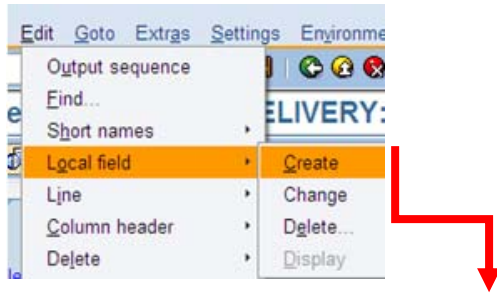 Edit Goto Extras Settings Environme
Output sequence
Find...
Short names
ELIVERY:
Local field
Create
Line
Change
Column header
Delete...
Delete
Display